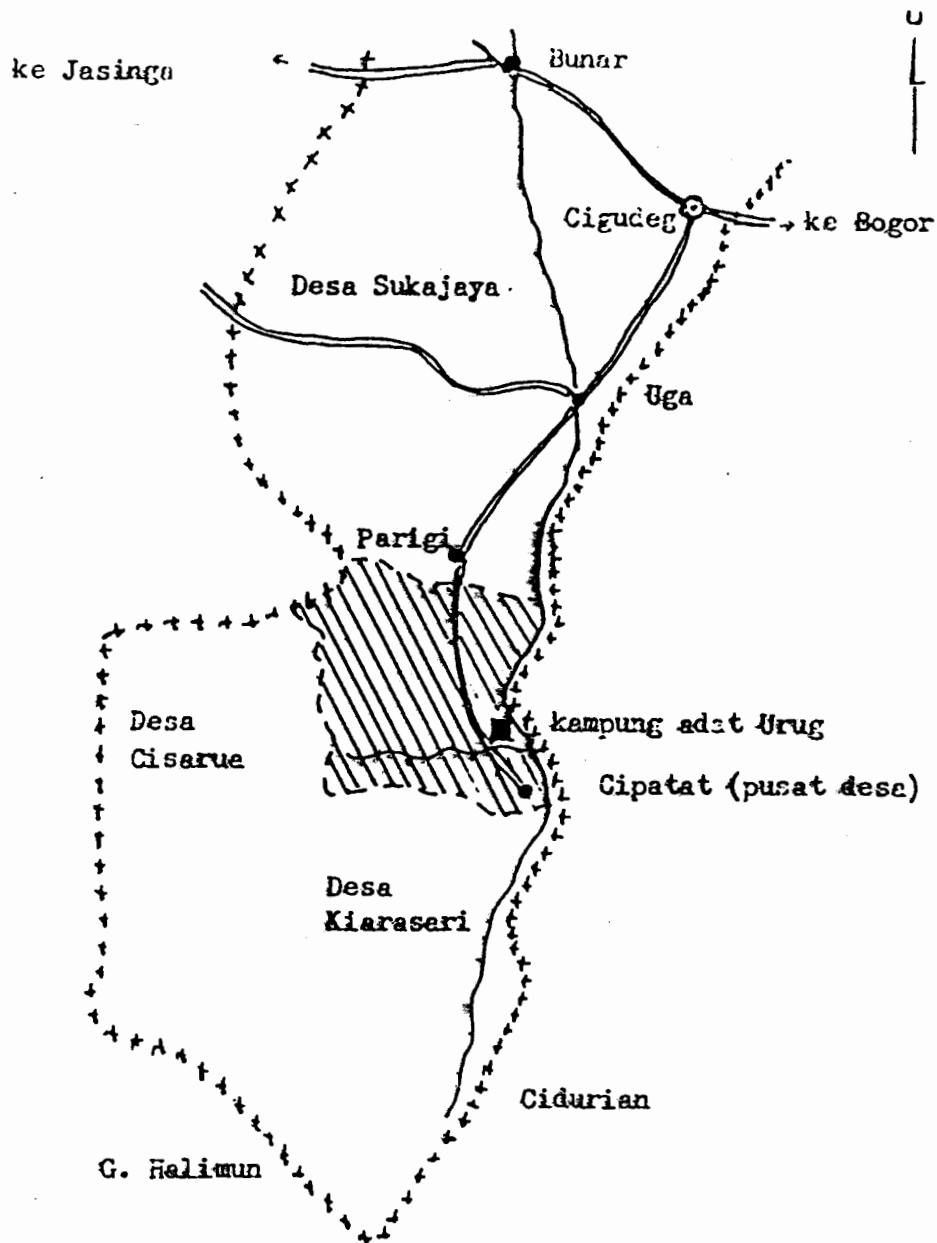 U
ke Jasinga
Bunar
Cigudeg
ke Bogor
Desa Sukajaya
Uga
Parigi
Desa
Cisarue
kampung adat Urug
Cipatat (pusat desa)
Desa
Kiaraseri
Cidurian
G. Halimun